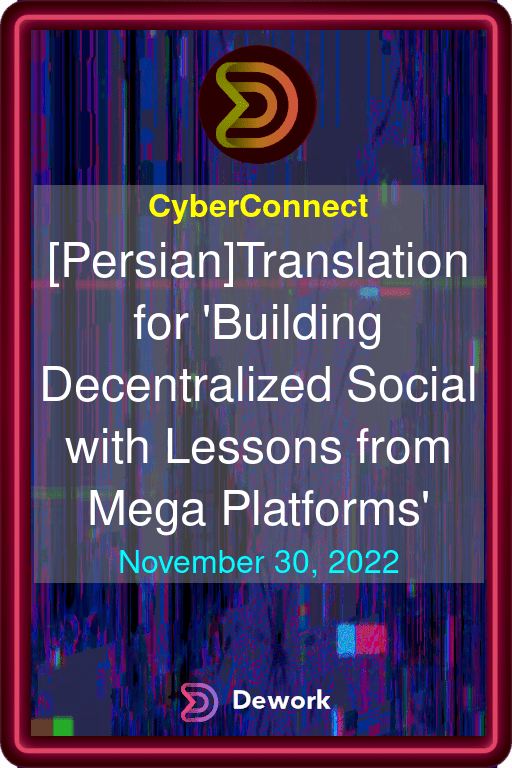 CyberConnect
[Persian]Translation
for 'Building
Decentralized Social
with Lessons from
Mega Platforms'
November 30, 2022
Dework